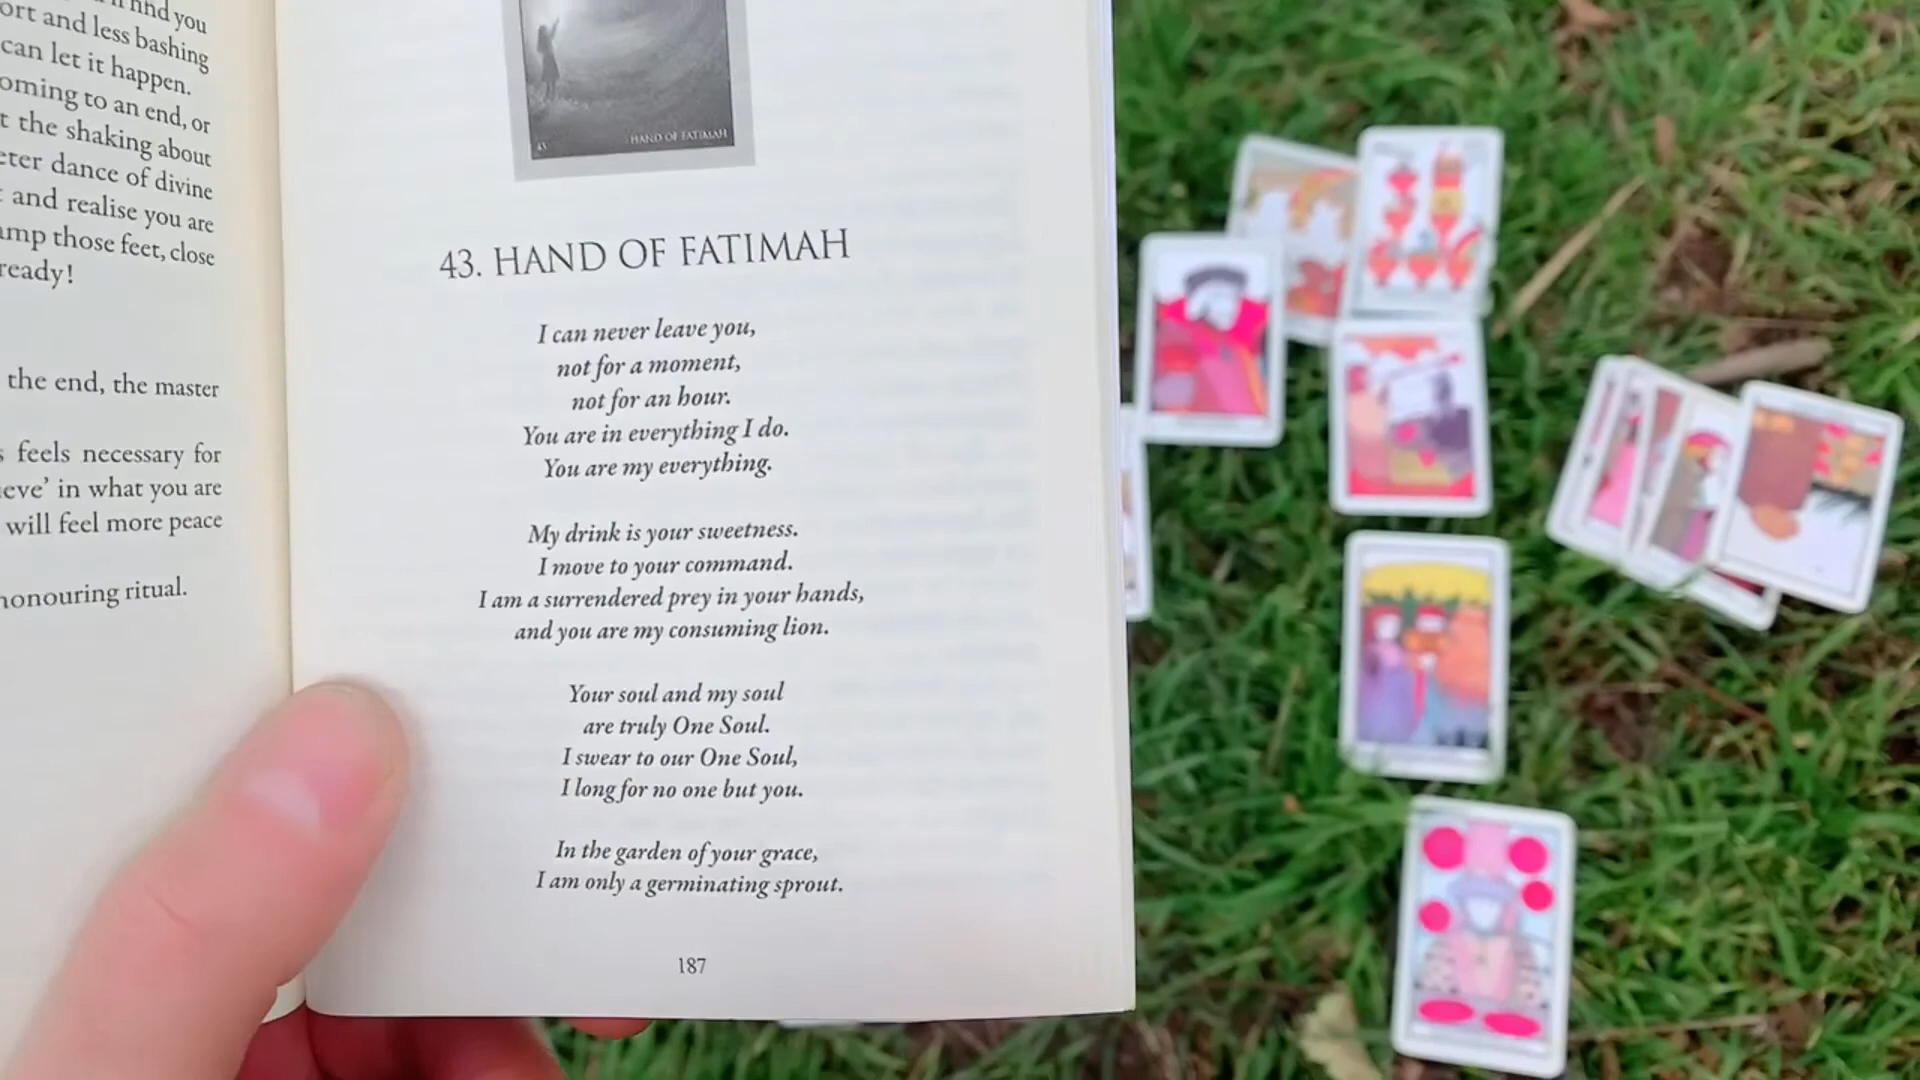 find you
ort and less bashing
can let it happen.
oming to an end, or
t the shaking about
eter dance of divine
t and realise you are
amp those feet, close
ready!
the end, the master
s feels necessary for
eve’ in what you are
will feel more peace
honouring ritual.
43
HAND OF FATIMAH
43. HAND OF FATIMAH
I can never leave you,
not for a moment,
not for an hour.
You are in everything I do.
You are my everything.
My drink is your sweetness.
I move to your command.
I am a surrendered prey in your hands,
and you are my consuming lion.
Your soul and my soul
are truly One Soul.
I swear to our One Soul,
I long for no one but you.
In the garden of your grace,
I am only a germinating sprout.
187